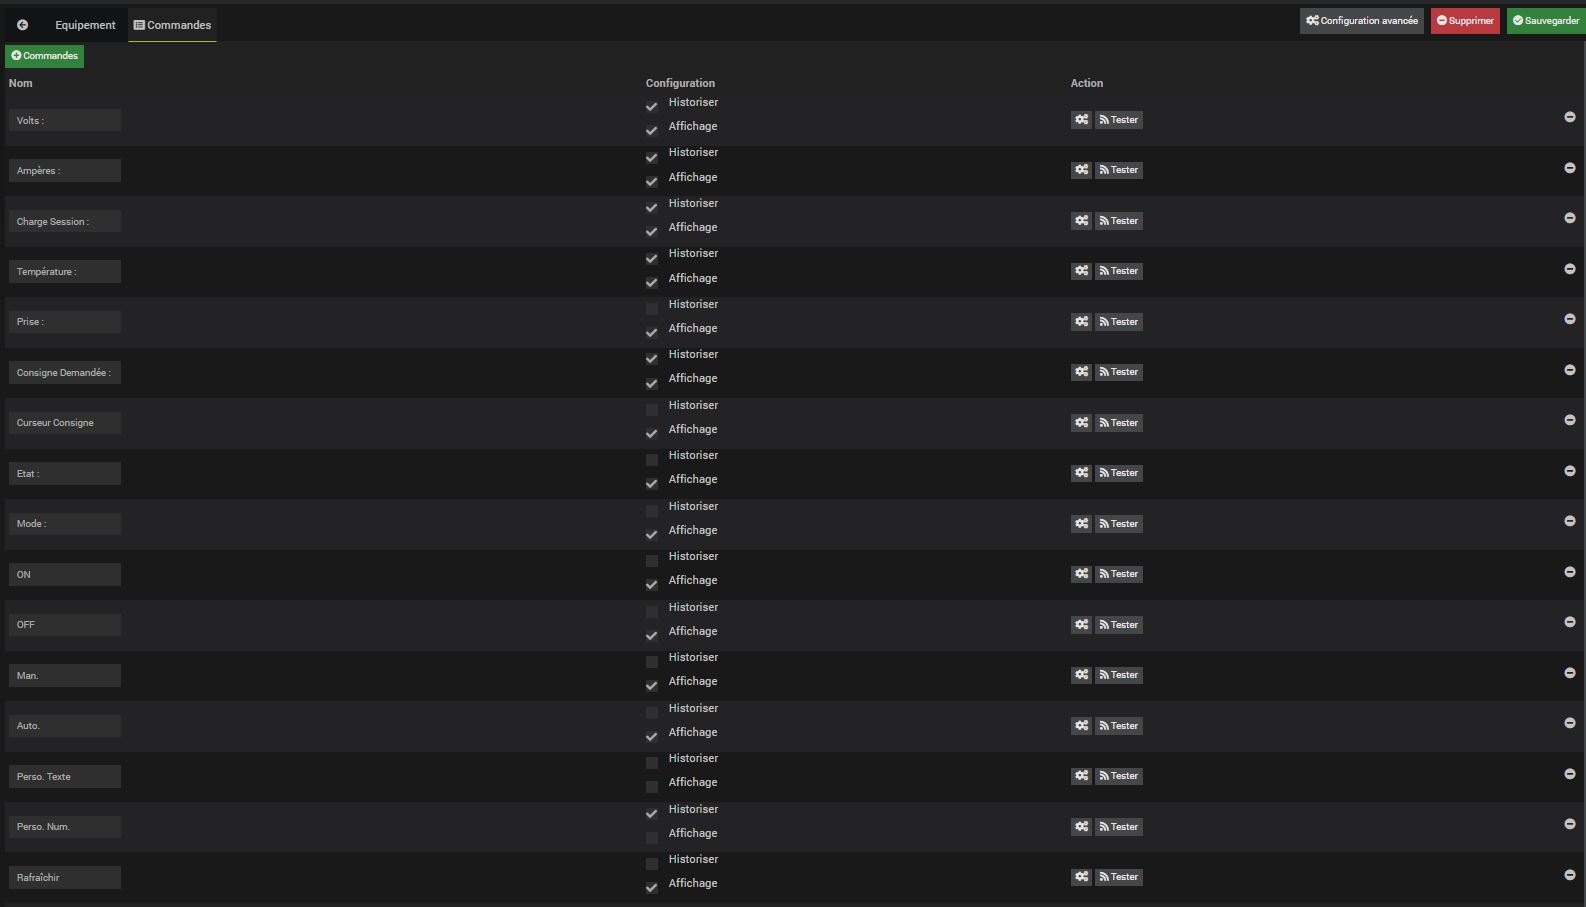 Equipement Commandes Configuration avancée Supprimer Sauvegarder
Commandes
Nom Configuration Action
Historiser
Volts : Tester
Affichage
Historiser
Ampères : Tester
Affichage
Historiser
Charge Session : Tester
Affichage
Historiser
Température : Tester
Affichage
Historiser
Prise : Tester
Affichage
Historiser
Consigne Demandée : Tester
Affichage
Historiser
Curseur Consigne Tester
Affichage
Historiser
Etat : Tester
Affichage
Historiser
Mode : Tester
Affichage
Historiser
ON Tester
Affichage
Historiser
OFF Tester
Affichage
Historiser
Man. Tester
Affichage
Historiser
Auto. Tester
Affichage
Historiser
Perso. Texte Tester
Affichage
Historiser
Perso. Num. Tester
Affichage
Historiser
Rafraîchir Tester
Affichage